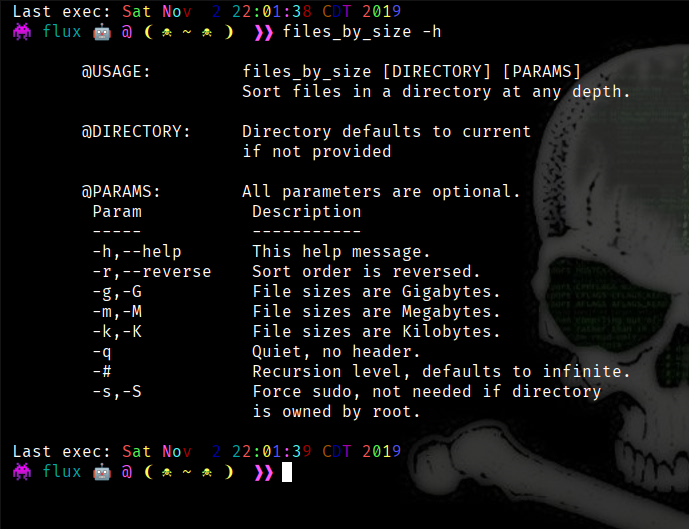 Last exec: Sat Nov  2 22:01:38 CDT 2019
👾 flux 🤖 @ ( ☠ ~ ☠ )  ❱❱ files_by_size -h
@USAGE:         files_by_size [DIRECTORY] [PARAMS]
                Sort files in a directory at any depth.
@DIRECTORY:     Directory defaults to current
                if not provided
@PARAMS:        All parameters are optional.
 Param           Description
 -----           -----------
 -h,--help       This help message.
 -r,--reverse    Sort order is reversed.
 -g,-G           File sizes are Gigabytes.
 -m,-M           File sizes are Megabytes.
 -k,-K           File sizes are Kilobytes.
 -q              Quiet, no header.
 -#              Recursion level, defaults to infinite.
 -s,-S           Force sudo, not needed if directory
                 is owned by root.
Last exec: Sat Nov  2 22:01:39 CDT 2019
👾 flux 🤖 @ ( ☠ ~ ☠ )  ❱❱